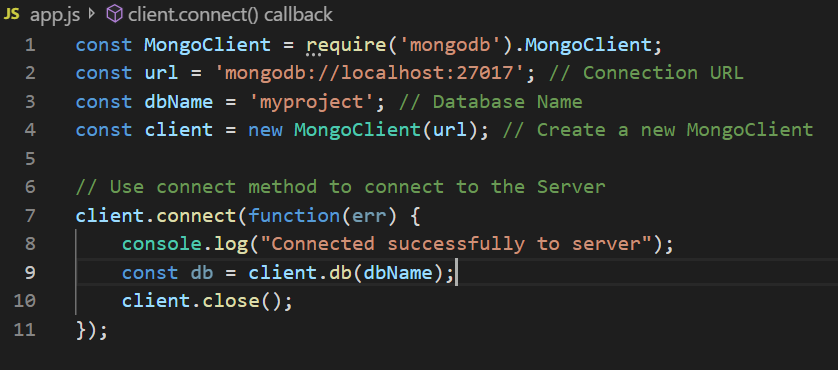 JS app.js client.connect() callback
1 const MongoClient = require('mongodb').MongoClient;
2 const url = 'mongodb://localhost:27017'; // Connection URL
3 const dbName = 'myproject'; // Database Name
4 const client = new MongoClient(url); // Create a new MongoClient
5
6 // Use connect method to connect to the Server
7 client.connect(function(err) {
8     console.log("Connected successfully to server");
9     const db = client.db(dbName);
10     client.close();
11 });